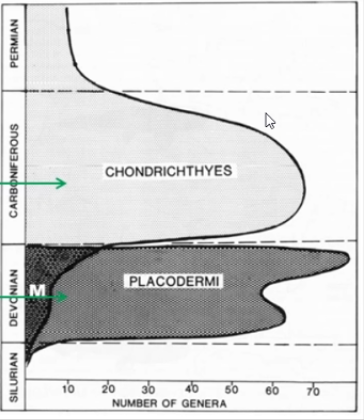 PERMIAN
CARBONIFEROUS
CHONDRICHTHYES
DEVONIAN
M
PLACODERMI
SILURIAN
10 20 30 40 50 60 70
NUMBER OF GENERA